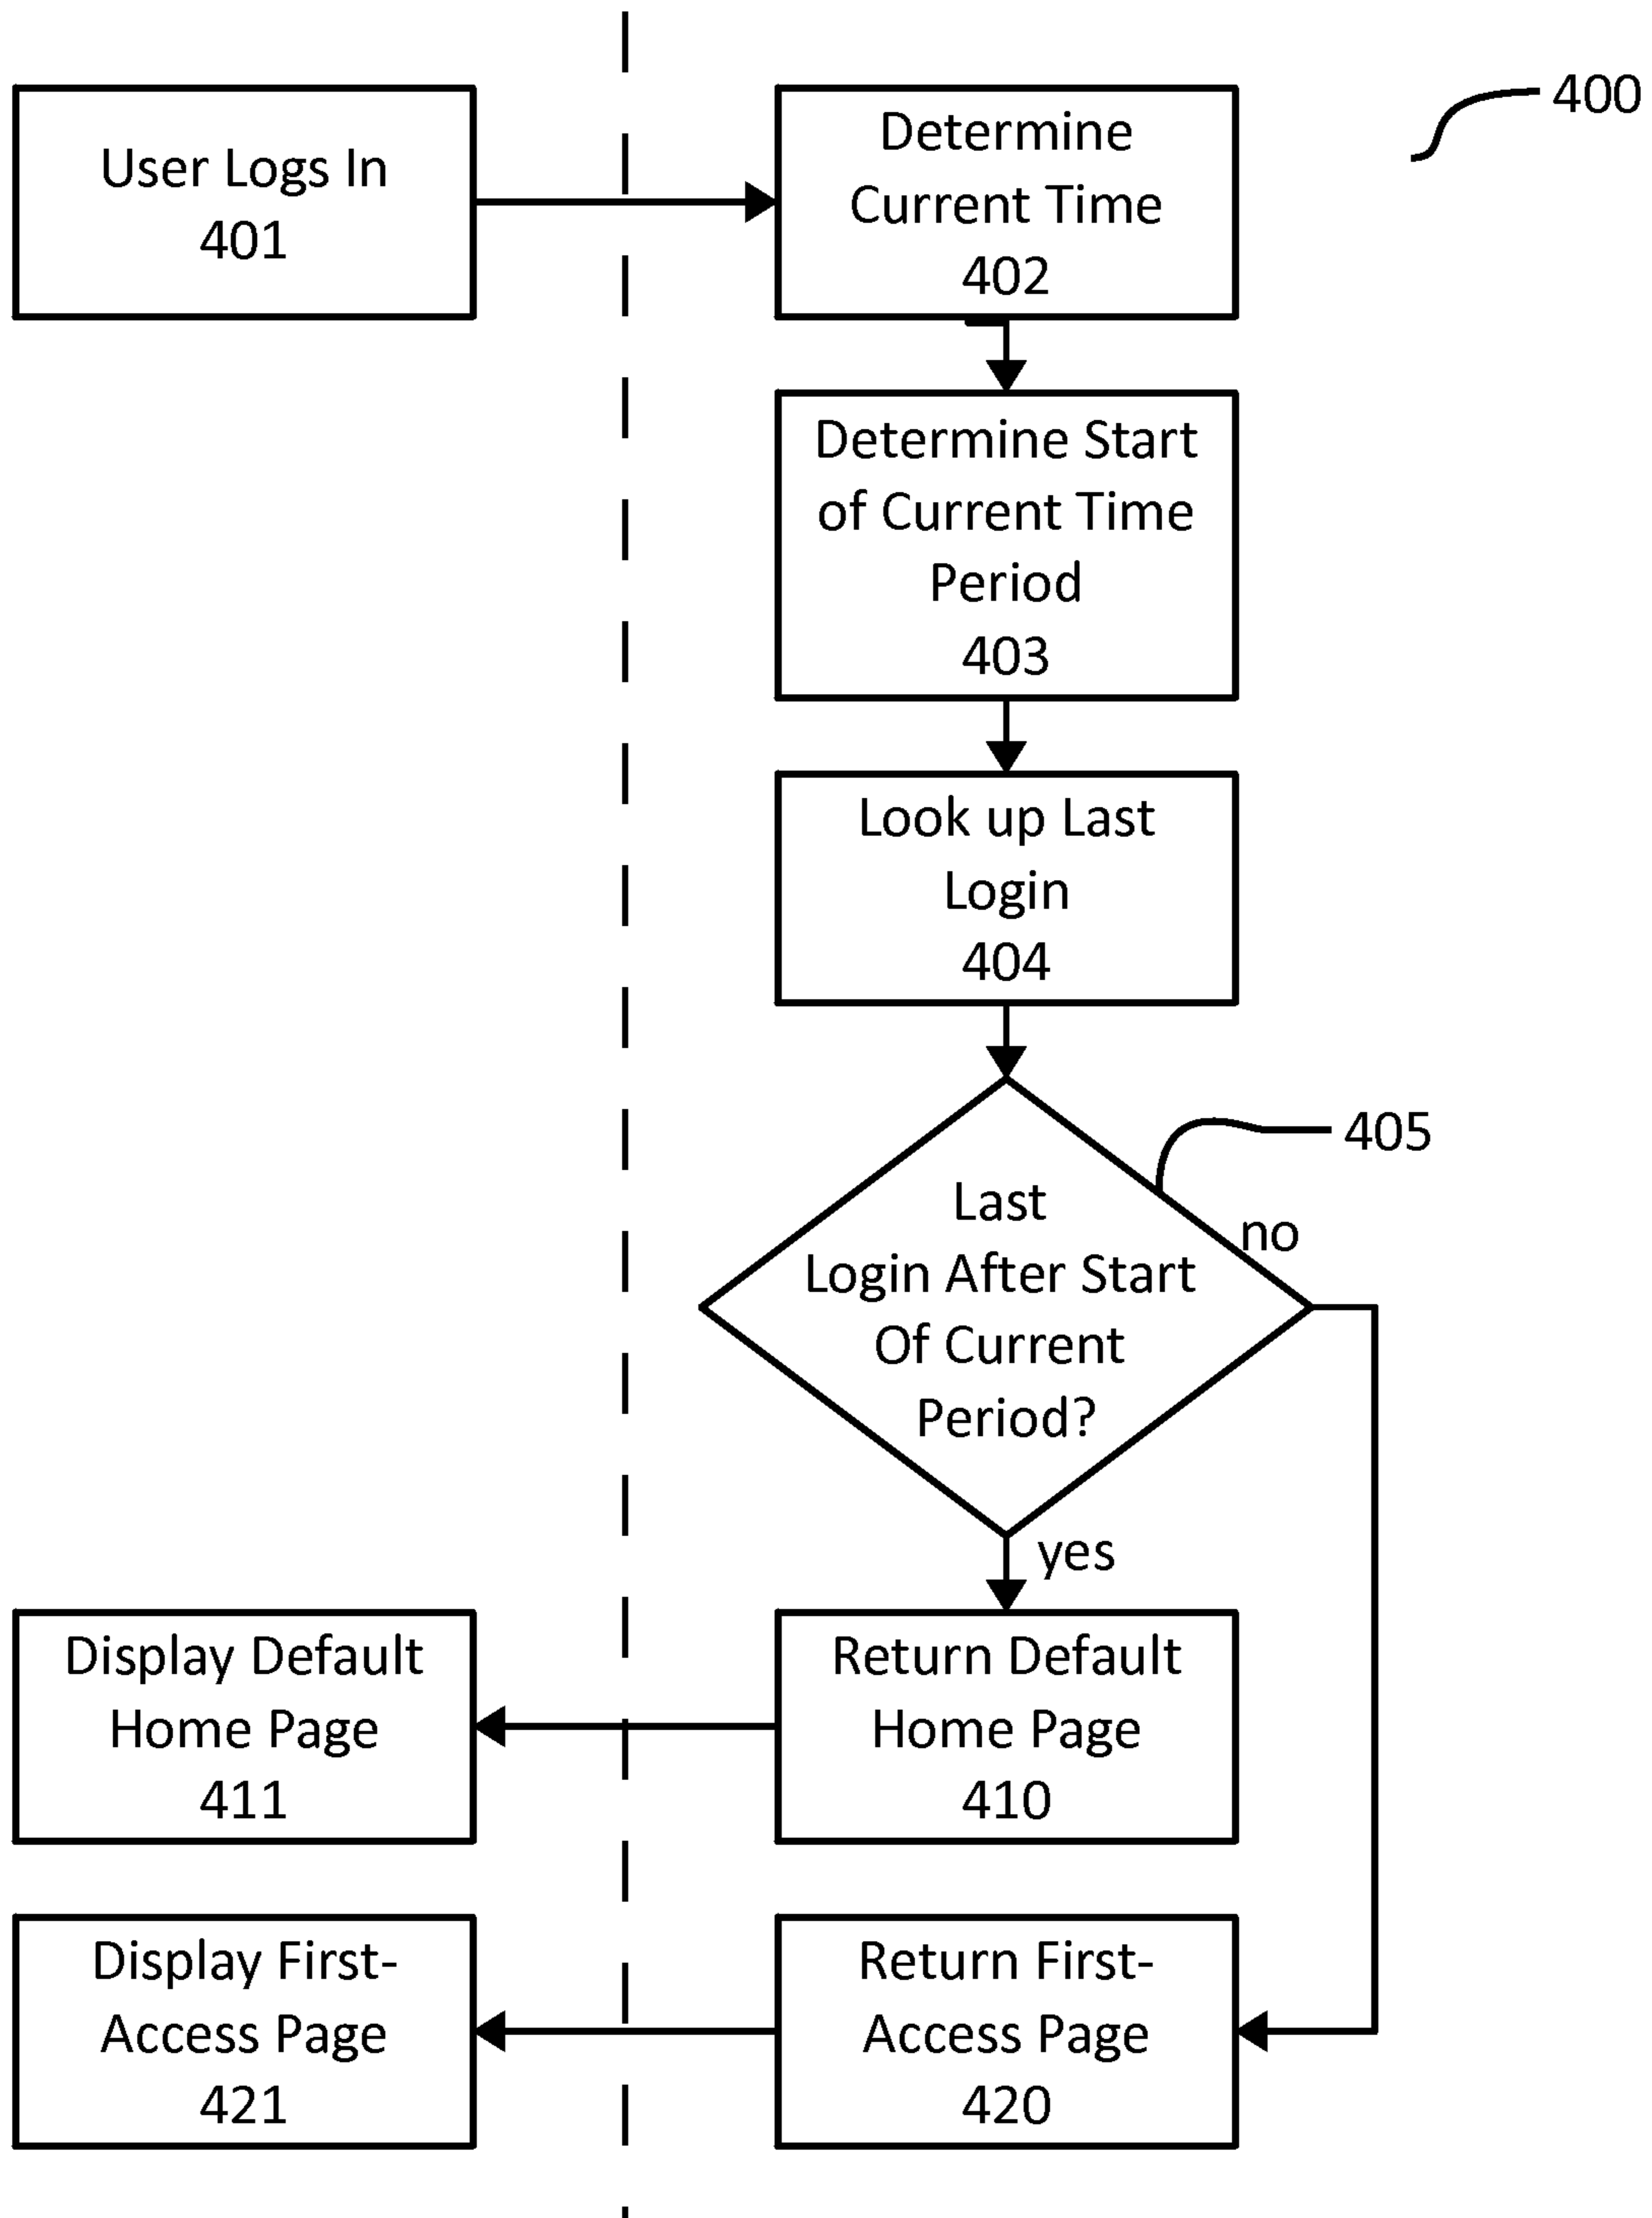 400
User Logs In
401
Determine
Current Time
402
Determine Start
of Current Time
Period
403
Look up Last
Login
404
405
Last
Login After Start
Of Current
Period?
no
yes
Display Default
Home Page
411
Return Default
Home Page
410
Display First-
Access Page
421
Return First-
Access Page
420